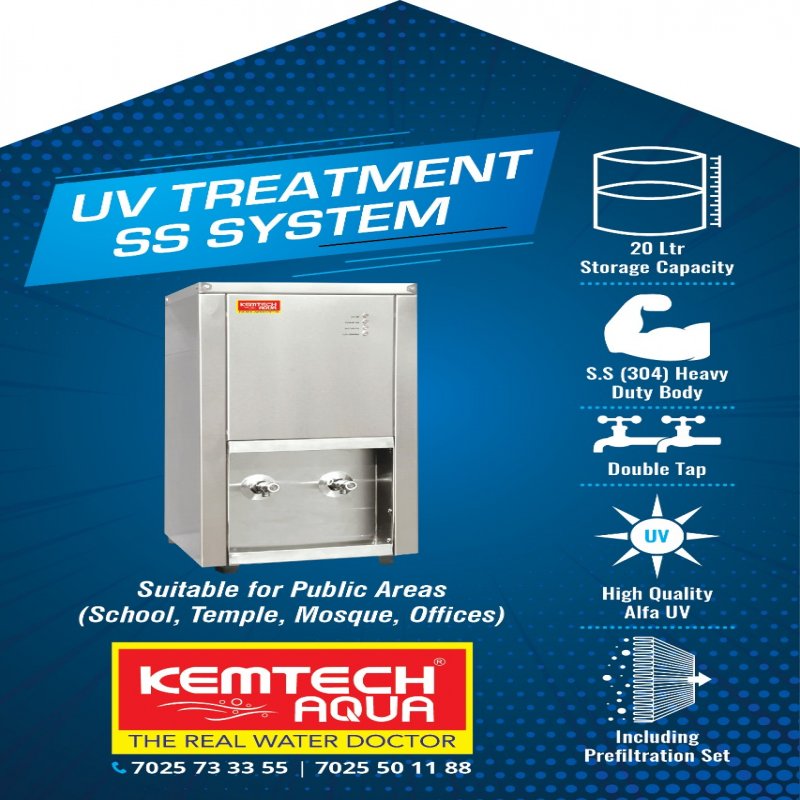 UV TREATMENT
SS SYSTEM
KEMTECH
AQUA
20 Ltr
Storage Capacity
S.S (304) Heavy
Duty Body
Double Tap
UV
High Quality
Alfa UV
Including
Prefiltration Set
Suitable for Public Areas
(School, Temple, Mosque, Offices)
KEMTECH®
AQUA
THE REAL WATER DOCTOR
7025 73 33 55 | 7025 50 11 88